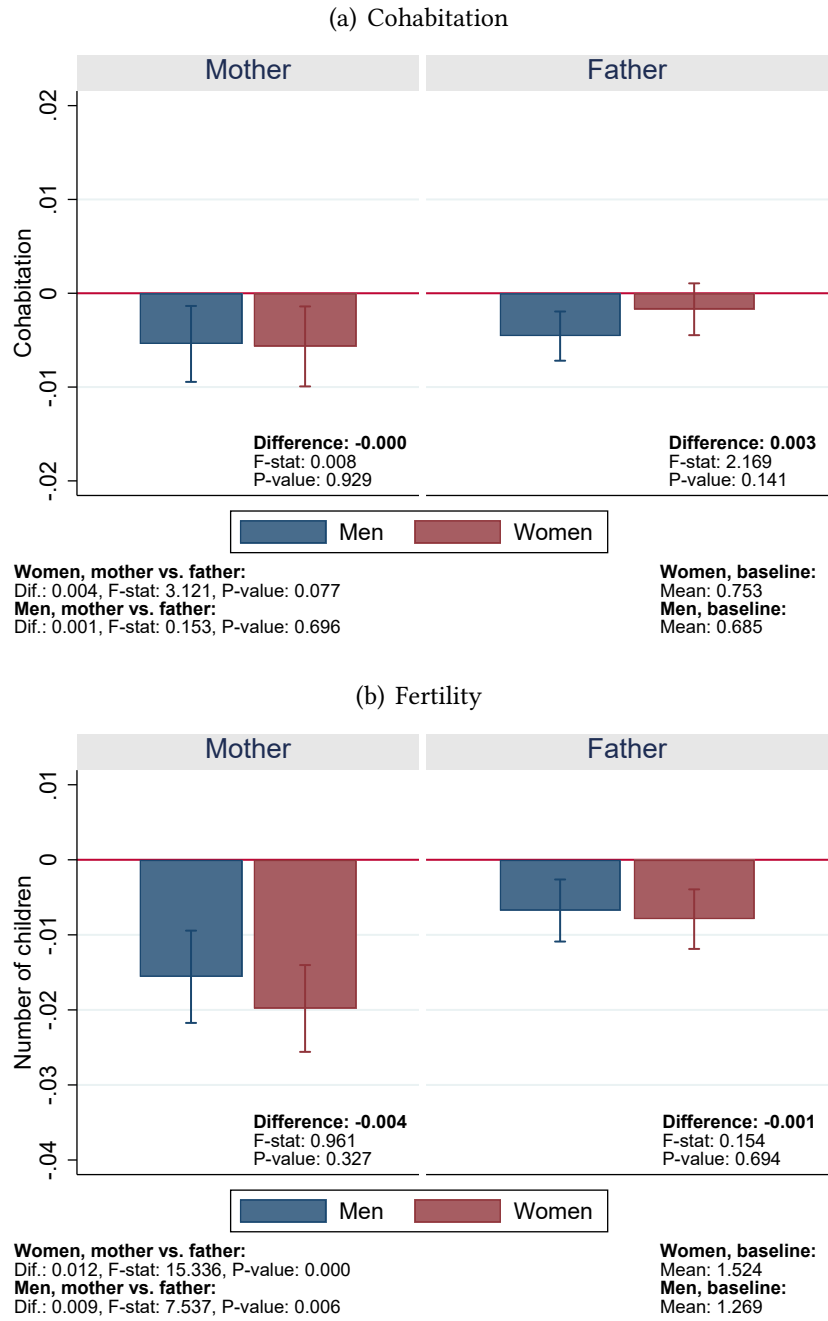 (a) Cohabitation
Mother
Father
Cohabitation
.02
.01
0
-.01
-.02
Difference: -0.000
F-stat: 0.008
P-value: 0.929
Difference: 0.003
F-stat: 2.169
P-value: 0.141
Men
Women
Women, mother vs. father:
Dif.: 0.004, F-stat: 3.121, P-value: 0.077
Men, mother vs. father:
Dif.: 0.001, F-stat: 0.153, P-value: 0.696
Women, baseline:
Mean: 0.753
Men, baseline:
Mean: 0.685
(b) Fertility
Mother
Father
Number of children
.01
0
-.01
-.02
-.03
-.04
Difference: -0.004
F-stat: 0.961
P-value: 0.327
Difference: -0.001
F-stat: 0.154
P-value: 0.694
Men
Women
Women, mother vs. father:
Dif.: 0.012, F-stat: 15.336, P-value: 0.000
Men, mother vs. father:
Dif.: 0.009, F-stat: 7.537, P-value: 0.006
Women, baseline:
Mean: 1.524
Men, baseline:
Mean: 1.269